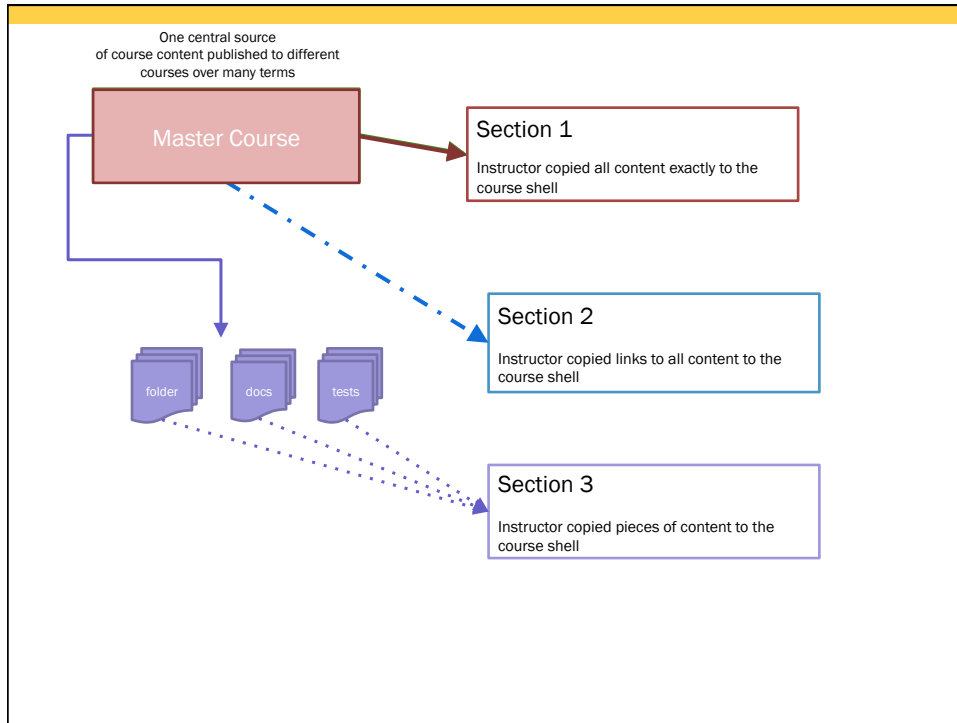 One central source
of course content published to different
courses over many terms
Master Course
Section 1
Instructor copied all content exactly to the
course shell
Section 2
Instructor copied links to all content to the
course shell
folder
docs
tests
Section 3
Instructor copied pieces of content to the
course shell